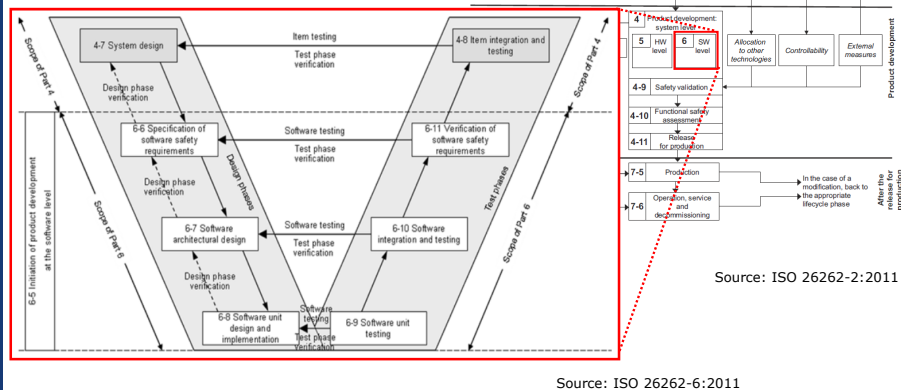 Item testing
Test phase
verification
4-7 System design
4-8 Item integration and
testing
Scope of Part 4
Scope of Part 4
Design phase
verification
6-6 Specification of
software safety
requirements
Software testing
Test phase
verification
6-11 Verification of
software safety
requirements
Design phases
Test phases
Design phase
verification
6-5 Initiation of product development
at the software level
Scope of Part 6
Scope of Part 6
6-7 Software
architectural design
Software testing
Test phase
verification
6-10 Software
integration and testing
Design phase
verification
6-8 Software unit
design and
implementation
Software
testing
Test phase
verification
6-9 Software unit
testing
4
Product development:
system level
5
HW
level
6
SW
level
Allocation
to other
technologies
Controllability
External
measures
Product development
4-9
Safety validation
4-10
Functional safety
assessment
4-11
Release
for production
7-5
Production
7-6
Operation, service
and
decommissioning
In the case of a
modification, back to
the appropriate
lifecycle phase
After the
release for
production
Source: ISO 26262-2:2011
Source: ISO 26262-6:2011